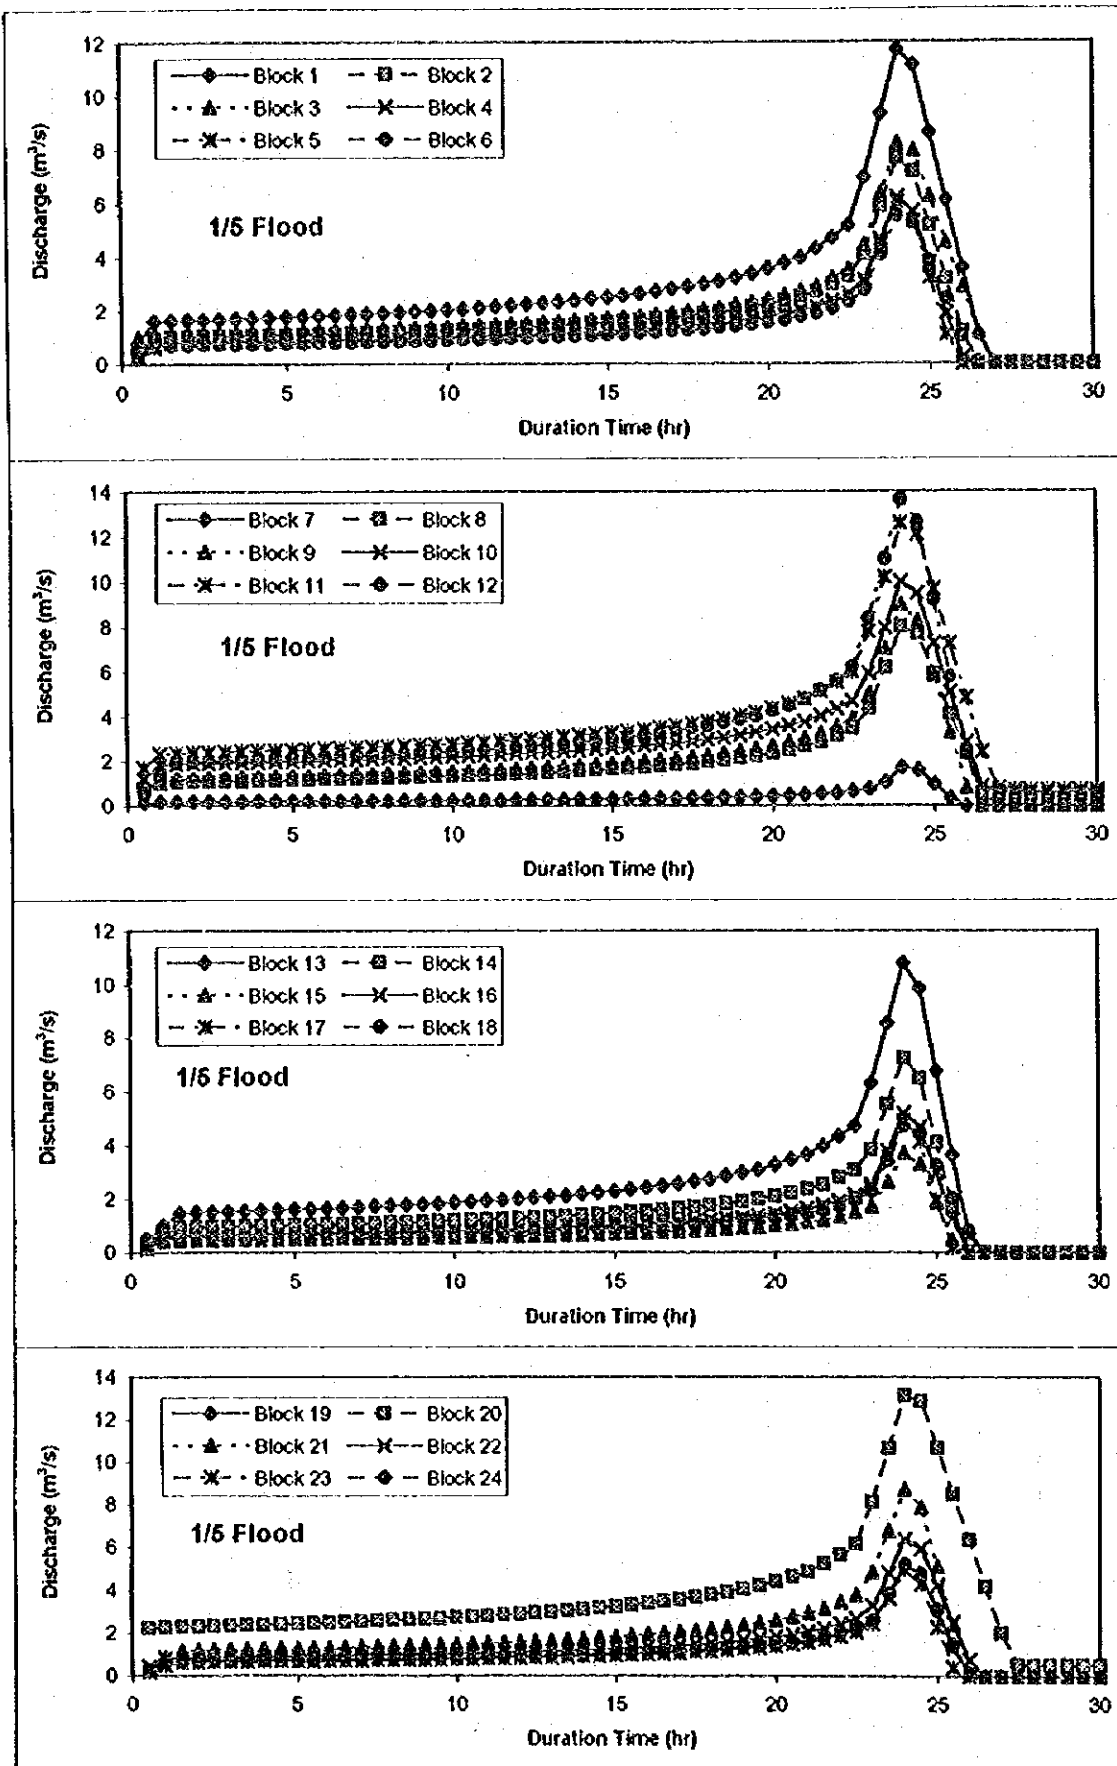 12
10
8
6
4
2
0
Discharge (m³/s)
Block 1 Block 2
Block 3 Block 4
Block 5 Block 6
1/5 Flood
0 5 10 15 20 25 30
Duration Time (hr)
14
12
10
8
6
4
2
0
Discharge (m³/s)
Block 7 Block 8
Block 9 Block 10
Block 11 Block 12
1/5 Flood
0 5 10 15 20 25 30
Duration Time (hr)
12
10
8
6
4
2
0
Discharge (m³/s)
Block 13 Block 14
Block 15 Block 16
Block 17 Block 18
1/5 Flood
0 5 10 15 20 25 30
Duration Time (hr)
14
12
10
8
6
4
2
0
Discharge (m³/s)
Block 19 Block 20
Block 21 Block 22
Block 23 Block 24
1/5 Flood
0 5 10 15 20 25 30
Duration Time (hr)